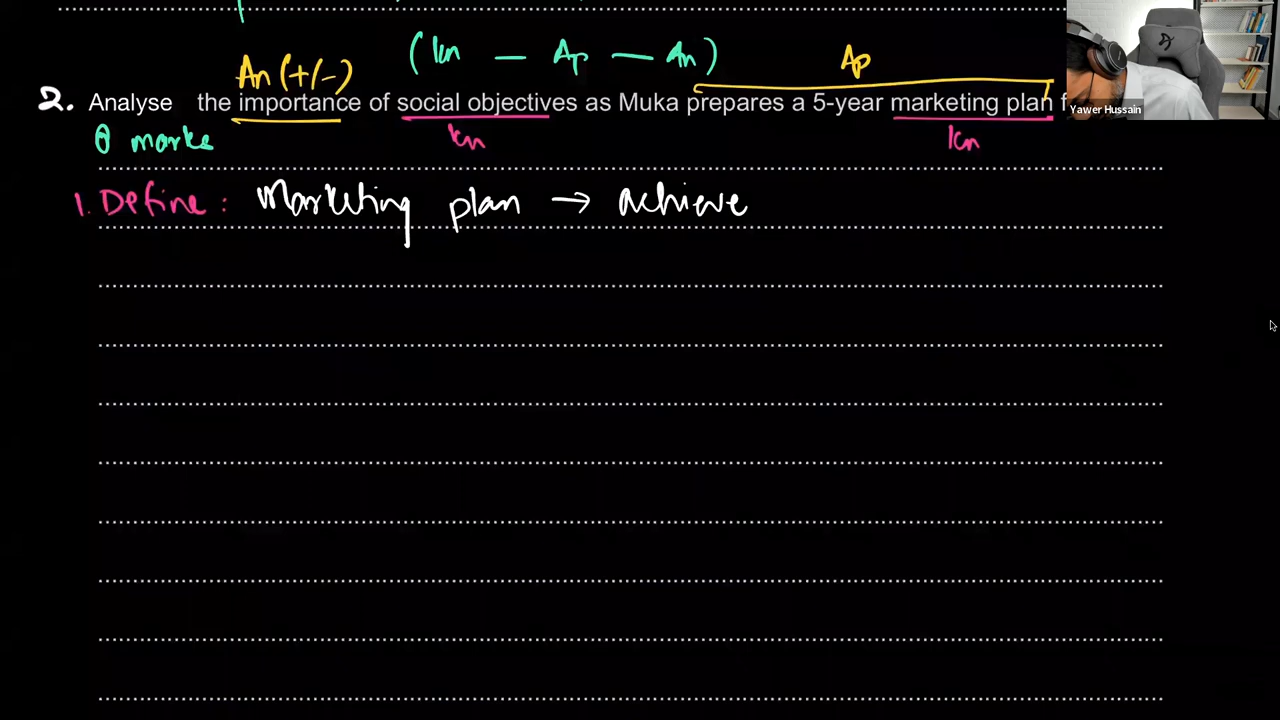 An (+/-) (kn — Ap — An) Ap
2. Analyse the importance of social objectives as Muka prepares a 5-year marketing plan f
Yawer Hussain
8 marks kn kn
1. Define : Marketing plan → achieve